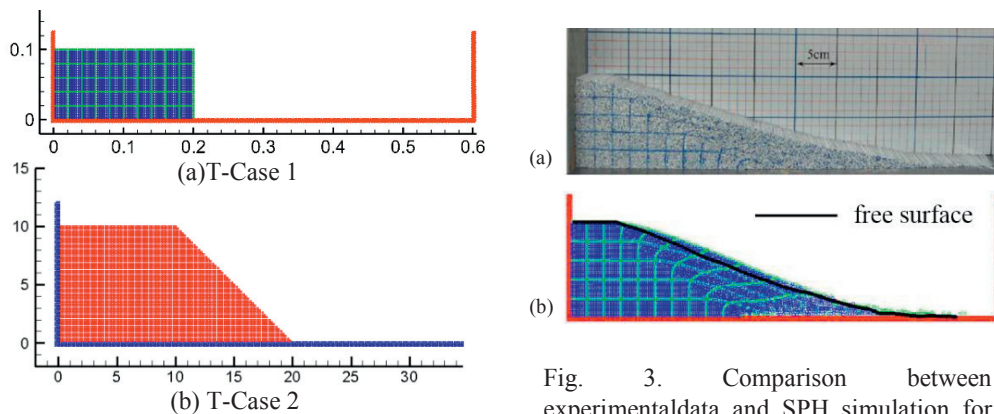 0.1
0
0 0.1 0.2 0.3 0.4 0.5 0.6
(a)T-Case 1
15
10
5
0
0 5 10 15 20 25 30
(b) T-Case 2
5cm
(a)
free surface
(b)
Fig. 3. Comparison between
experimentaldata and SPH simulation for